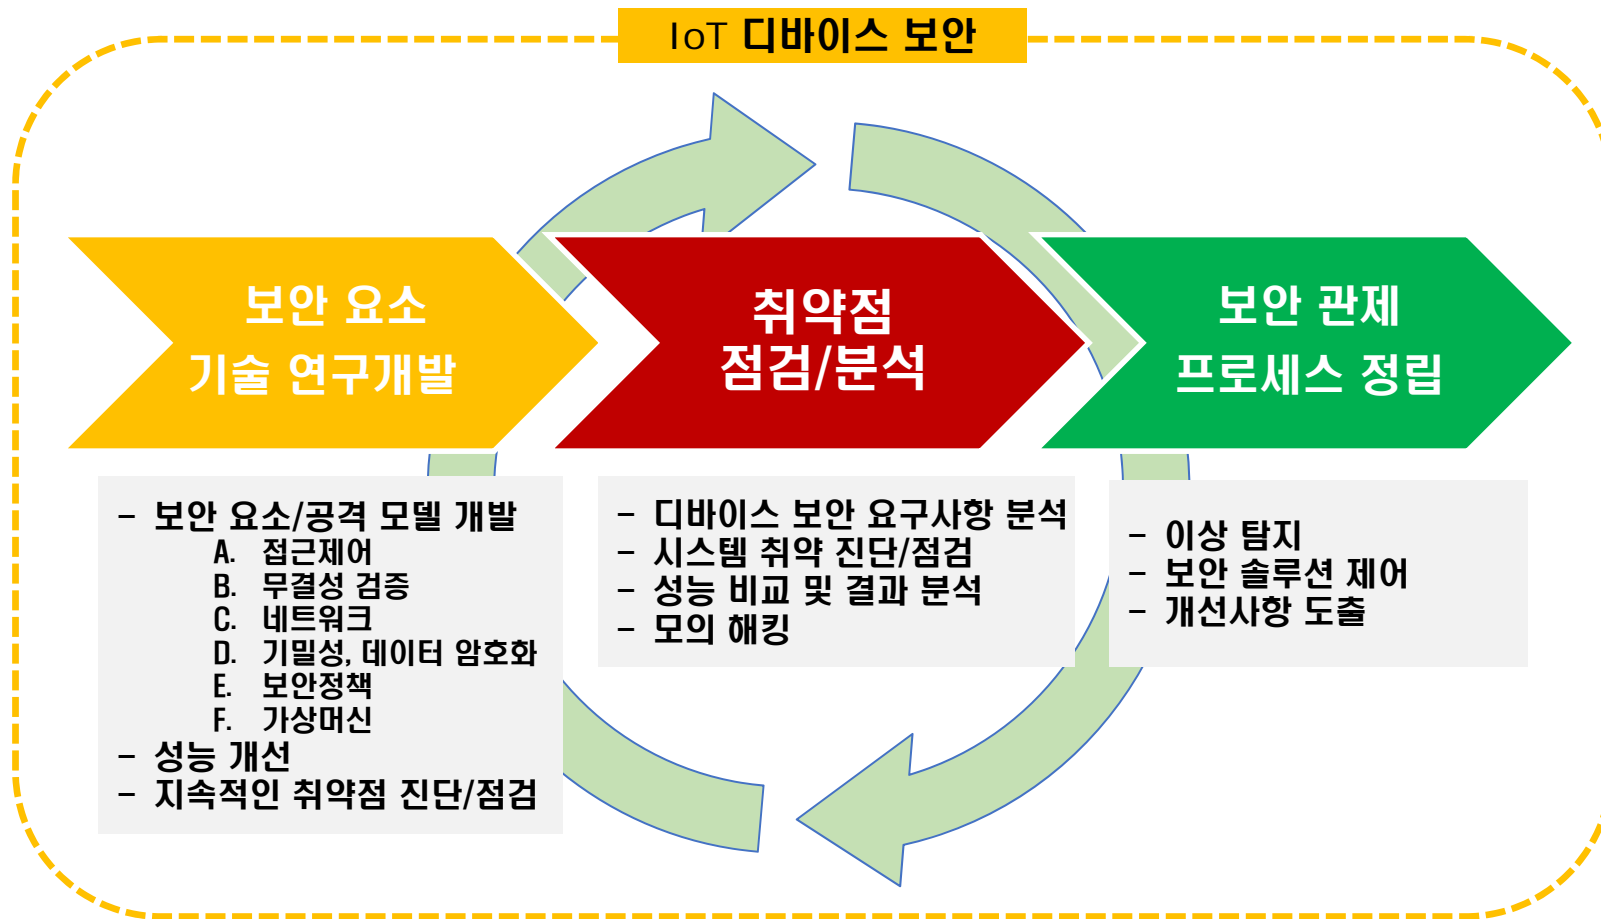 IoT 디바이스 보안
보안 요소
기술 연구개발
취약점
점검/분석
보안 관제
프로세스 정립
- 보안 요소/공격 모델 개발
A. 접근제어
B. 무결성 검증
C. 네트워크
D. 기밀성, 데이터 암호화
E. 보안정책
F. 가상머신
- 성능 개선
- 지속적인 취약점 진단/점검
- 디바이스 보안 요구사항 분석
- 시스템 취약 진단/점검
- 성능 비교 및 결과 분석
- 모의 해킹
- 이상 탐지
- 보안 솔루션 제어
- 개선사항 도출